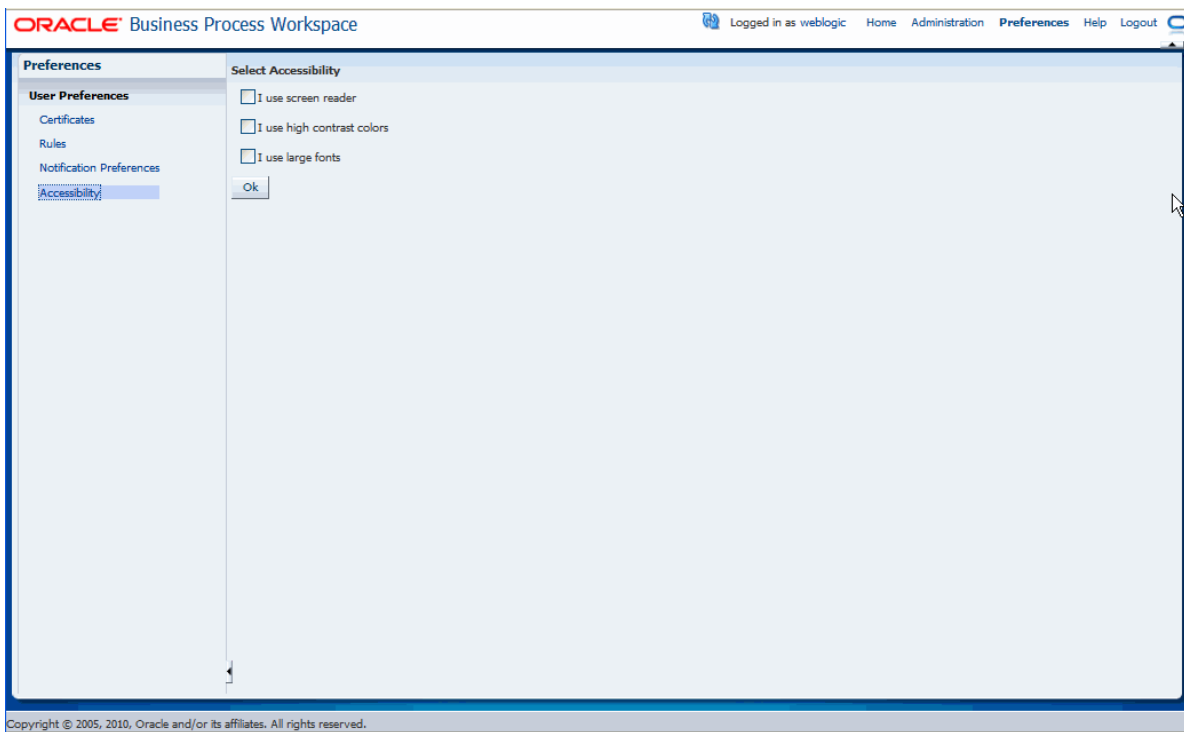 ORACLE Business Process Workspace
Logged in as weblogic Home Administration Preferences Help Logout
Preferences
User Preferences
Certificates
Rules
Notification Preferences
Accessibility
Select Accessibility
I use screen reader
I use high contrast colors
I use large fonts
Ok
Copyright © 2005, 2010, Oracle and/or its affiliates. All rights reserved.